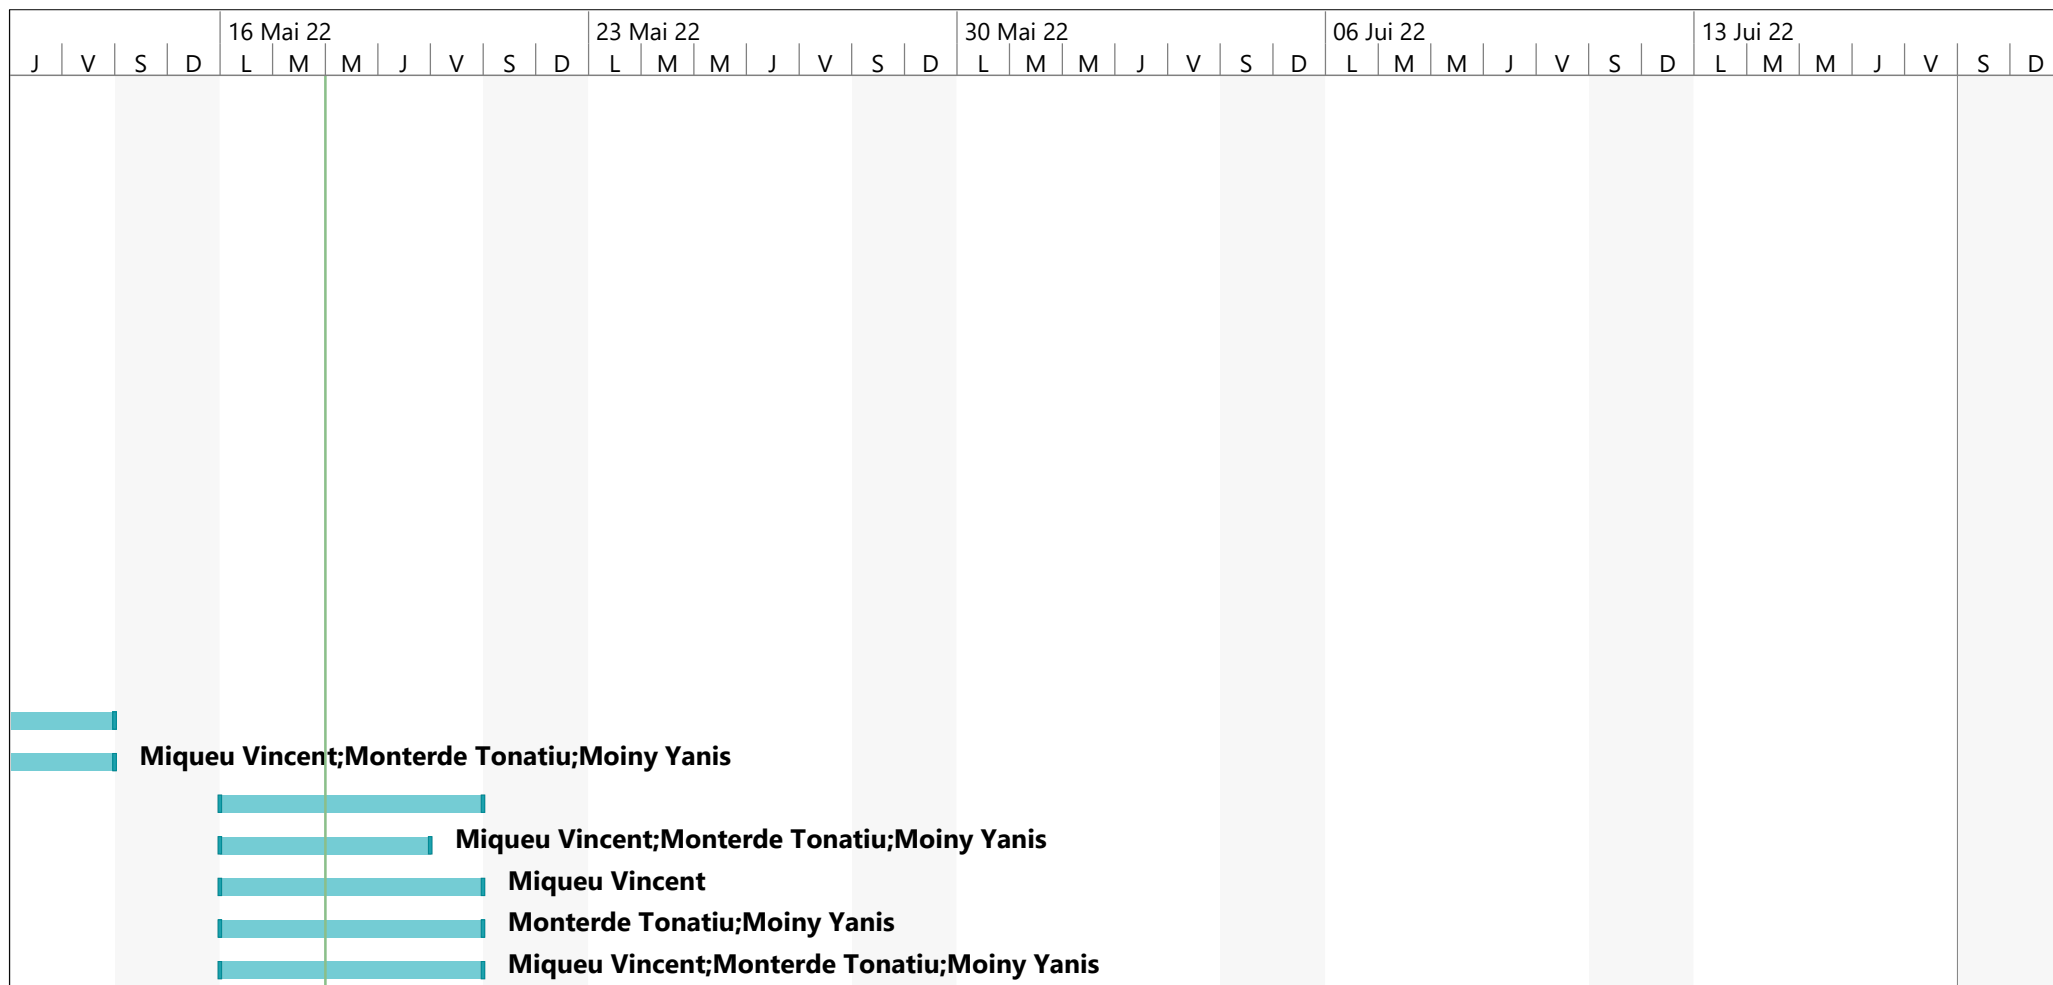 16 Mai 22 23 Mai 22 30 Mai 22 06 Jui 22 13 Jui 22
J V S D L M M J V S D L M M J V S D L M M J V S D L M M J V S D L M M J V S D
Miqueu Vincent;Monterde Tonatiu;Moiny Yanis
Miqueu Vincent;Monterde Tonatiu;Moiny Yanis
Miqueu Vincent
Monterde Tonatiu;Moiny Yanis
Miqueu Vincent;Monterde Tonatiu;Moiny Yanis